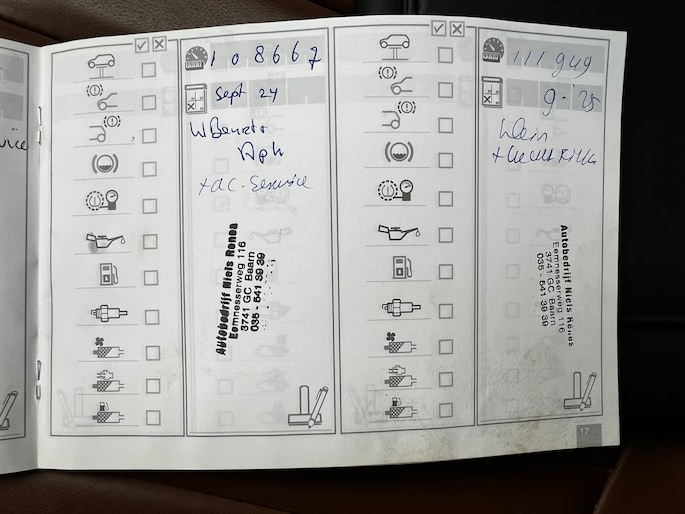 108667
Sept 24
Apk
+ ac-Service
Autobedrijf Niels Renes
Eemnesserweg 116
3741 GC Baarn
035 - 541 39 39
111949
9-'25
Klein
+
Autobedrijf Niels Renes
Eemnesserweg 116
3741 GC Baarn
035 - 541 39 39
17